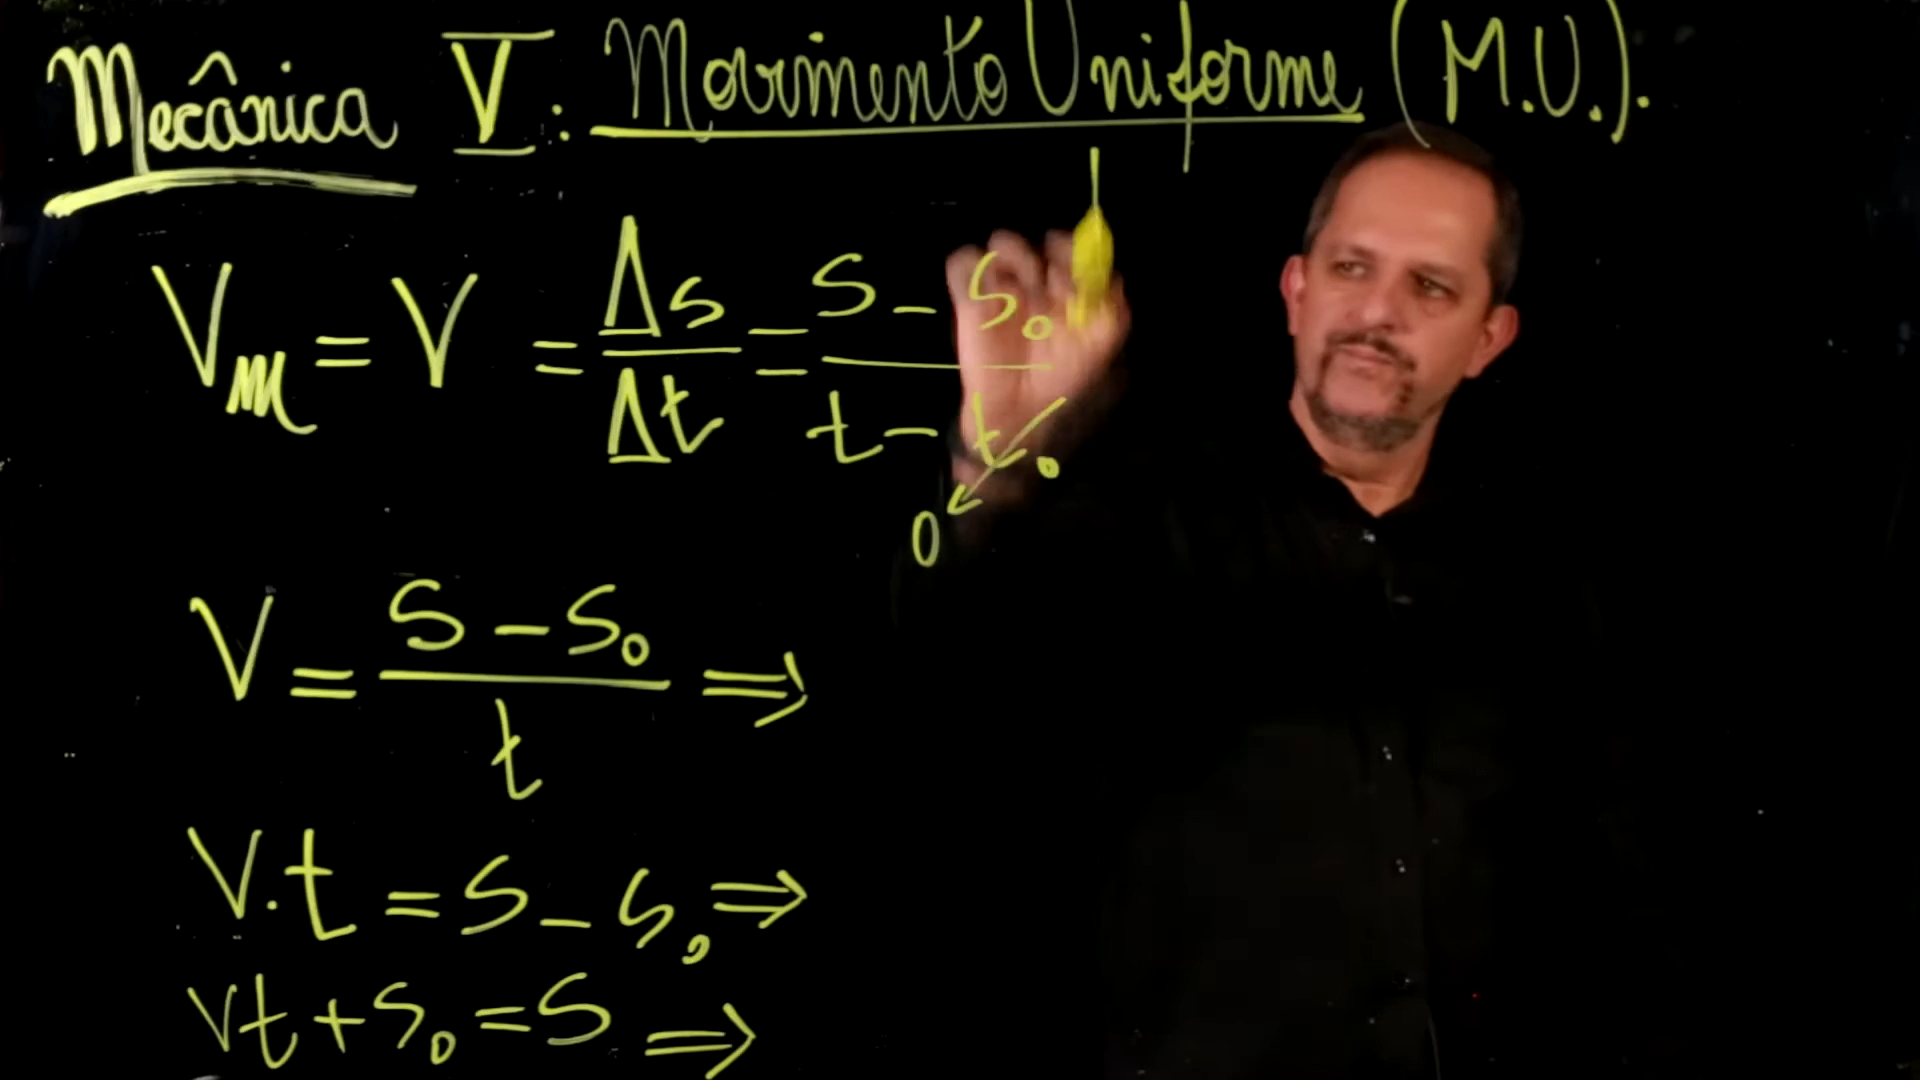 Mecânica V: Movimento Uniforme (M.U.).
Vm = V = Δs/Δt = S - S₀/t - t₀
0
V = S - S₀/t ⇒
V.t = S - S₀ ⇒
Vt + S₀ = S ⇒